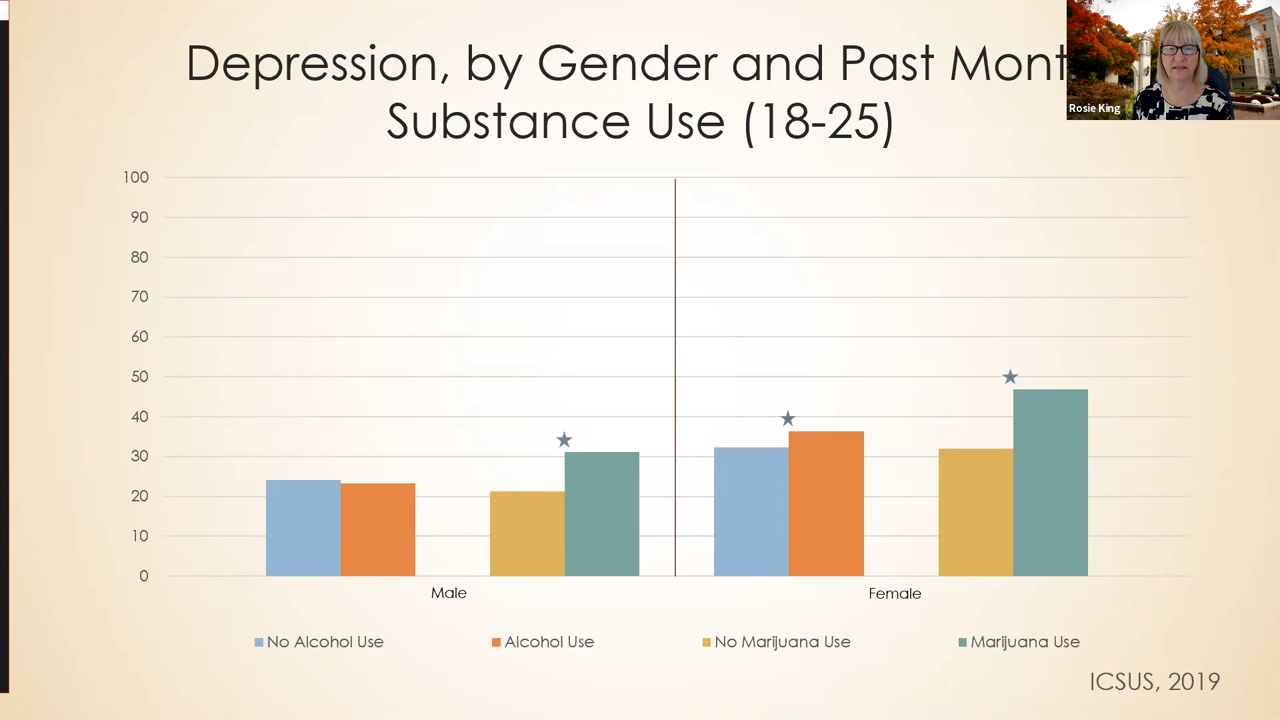 Depression, by Gender and Past Mont
Substance Use (18-25)
Rosie King
100
90
80
70
60
50
40
30
20
10
0
Male
Female
No Alcohol Use
Alcohol Use
No Marijuana Use
Marijuana Use
ICSUS, 2019